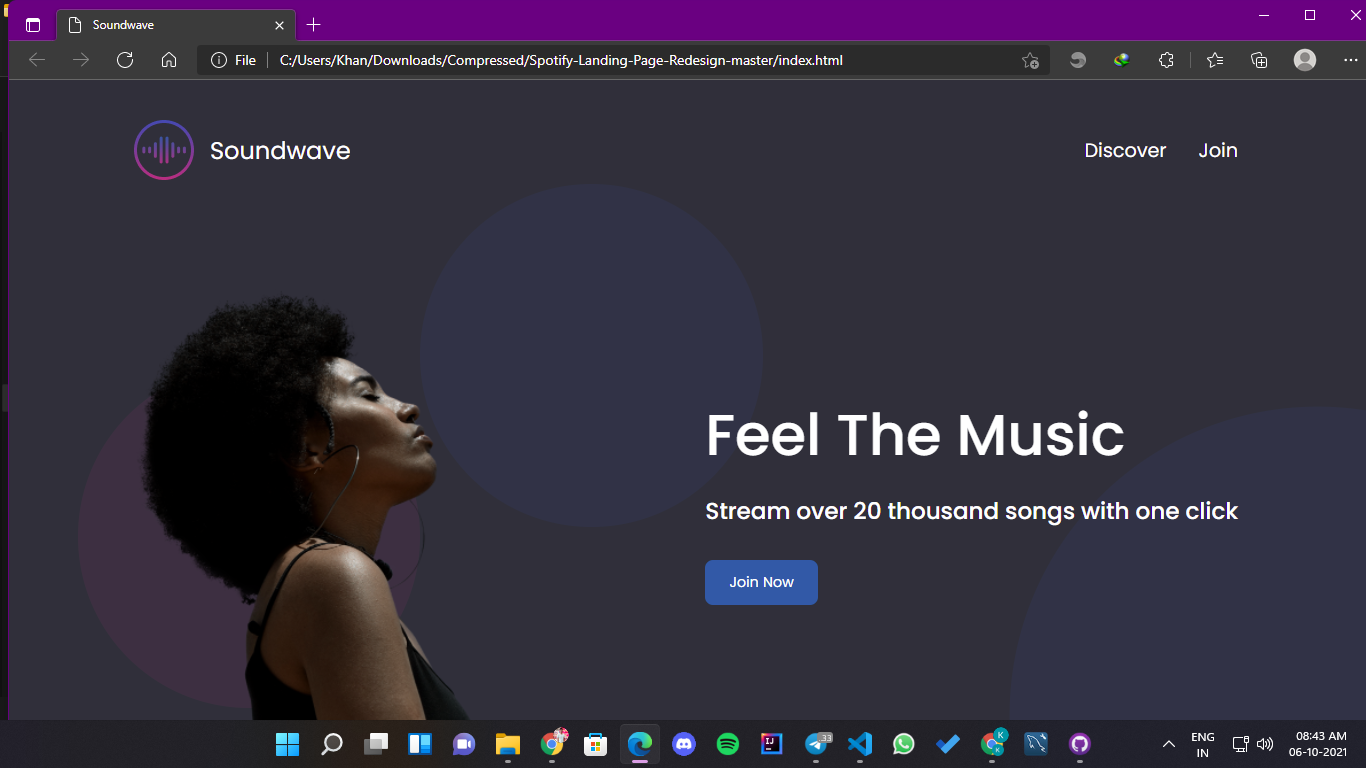 Soundwave
File
C:/Users/Khan/Downloads/Compressed/Spotify-Landing-Page-Redesign-master/index.html
Soundwave
Discover
Join
Feel The Music
Stream over 20 thousand songs with one click
Join Now
33
K
K
ENG
IN
08:43 AM
06-10-2021